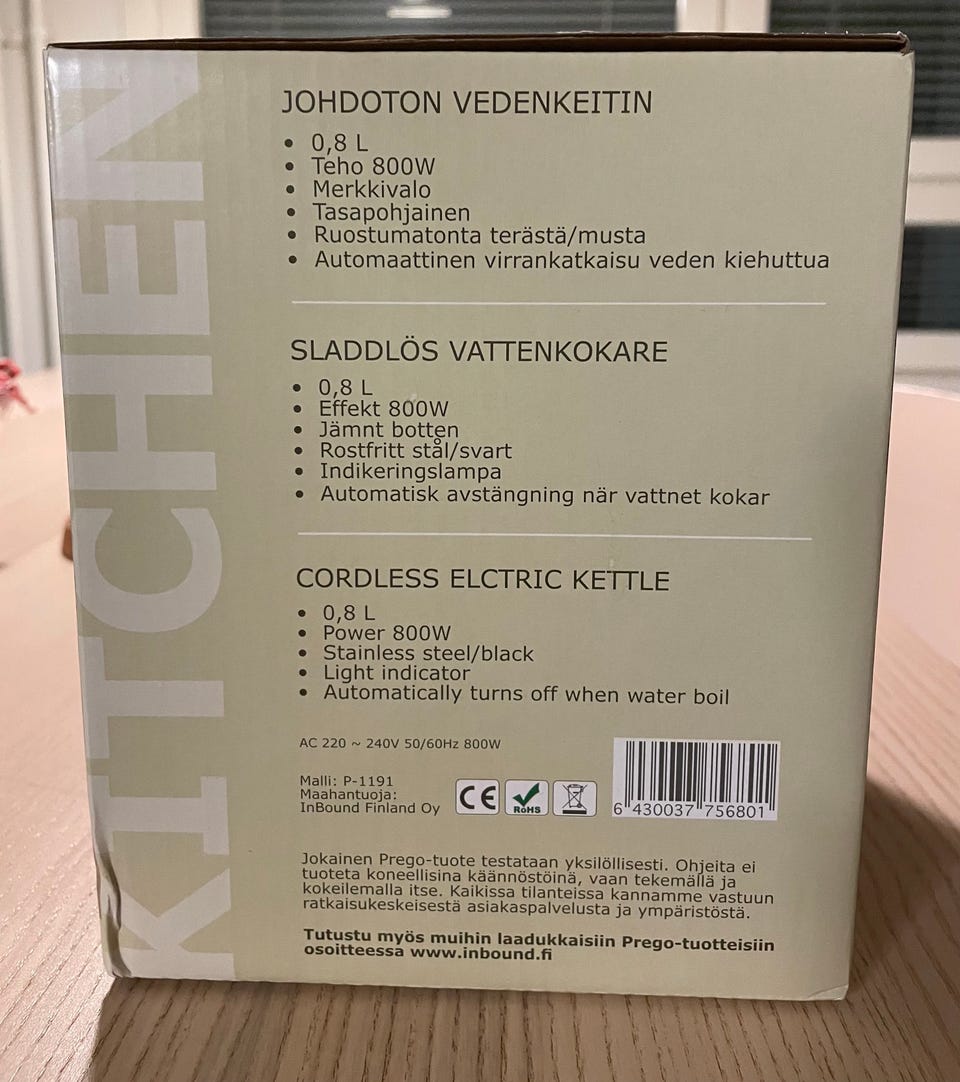 KITCHEN
JOHDOTON VEDENKEITIN
• 0,8 L
• Teho 800W
• Merkkivalo
• Tasapohjainen
• Ruostumatonta terästä/musta
• Automaattinen virrankatkaisu veden kiehuttua
SLADDLÖS VATTENKOKARE
• 0,8 L
• Effekt 800W
• Jämnt botten
• Rostfritt stål/svart
• Indikeringslampa
• Automatisk avstängning när vattnet kokar
CORDLESS ELCTRIC KETTLE
• 0,8 L
• Power 800W
• Stainless steel/black
• Light indicator
• Automatically turns off when water boil
AC 220 ~ 240V 50/60Hz 800W
Malli: P-1191
Maahantuoja:
InBound Finland Oy
CE
RoHS
6 430037 756801
Jokainen Prego-tuote testataan yksilöllisesti. Ohjeita ei
tuoteta koneellisina käännöstöinä, vaan tekemällä ja
kokeilemalla itse. Kaikissa tilanteissa kannamme vastuun
ratkaisukeskeisestä asiakaspalvelusta ja ympäristöstä.
Tutustu myös muihin laadukkaisiin Prego-tuotteisiin
osoitteessa www.inbound.fi